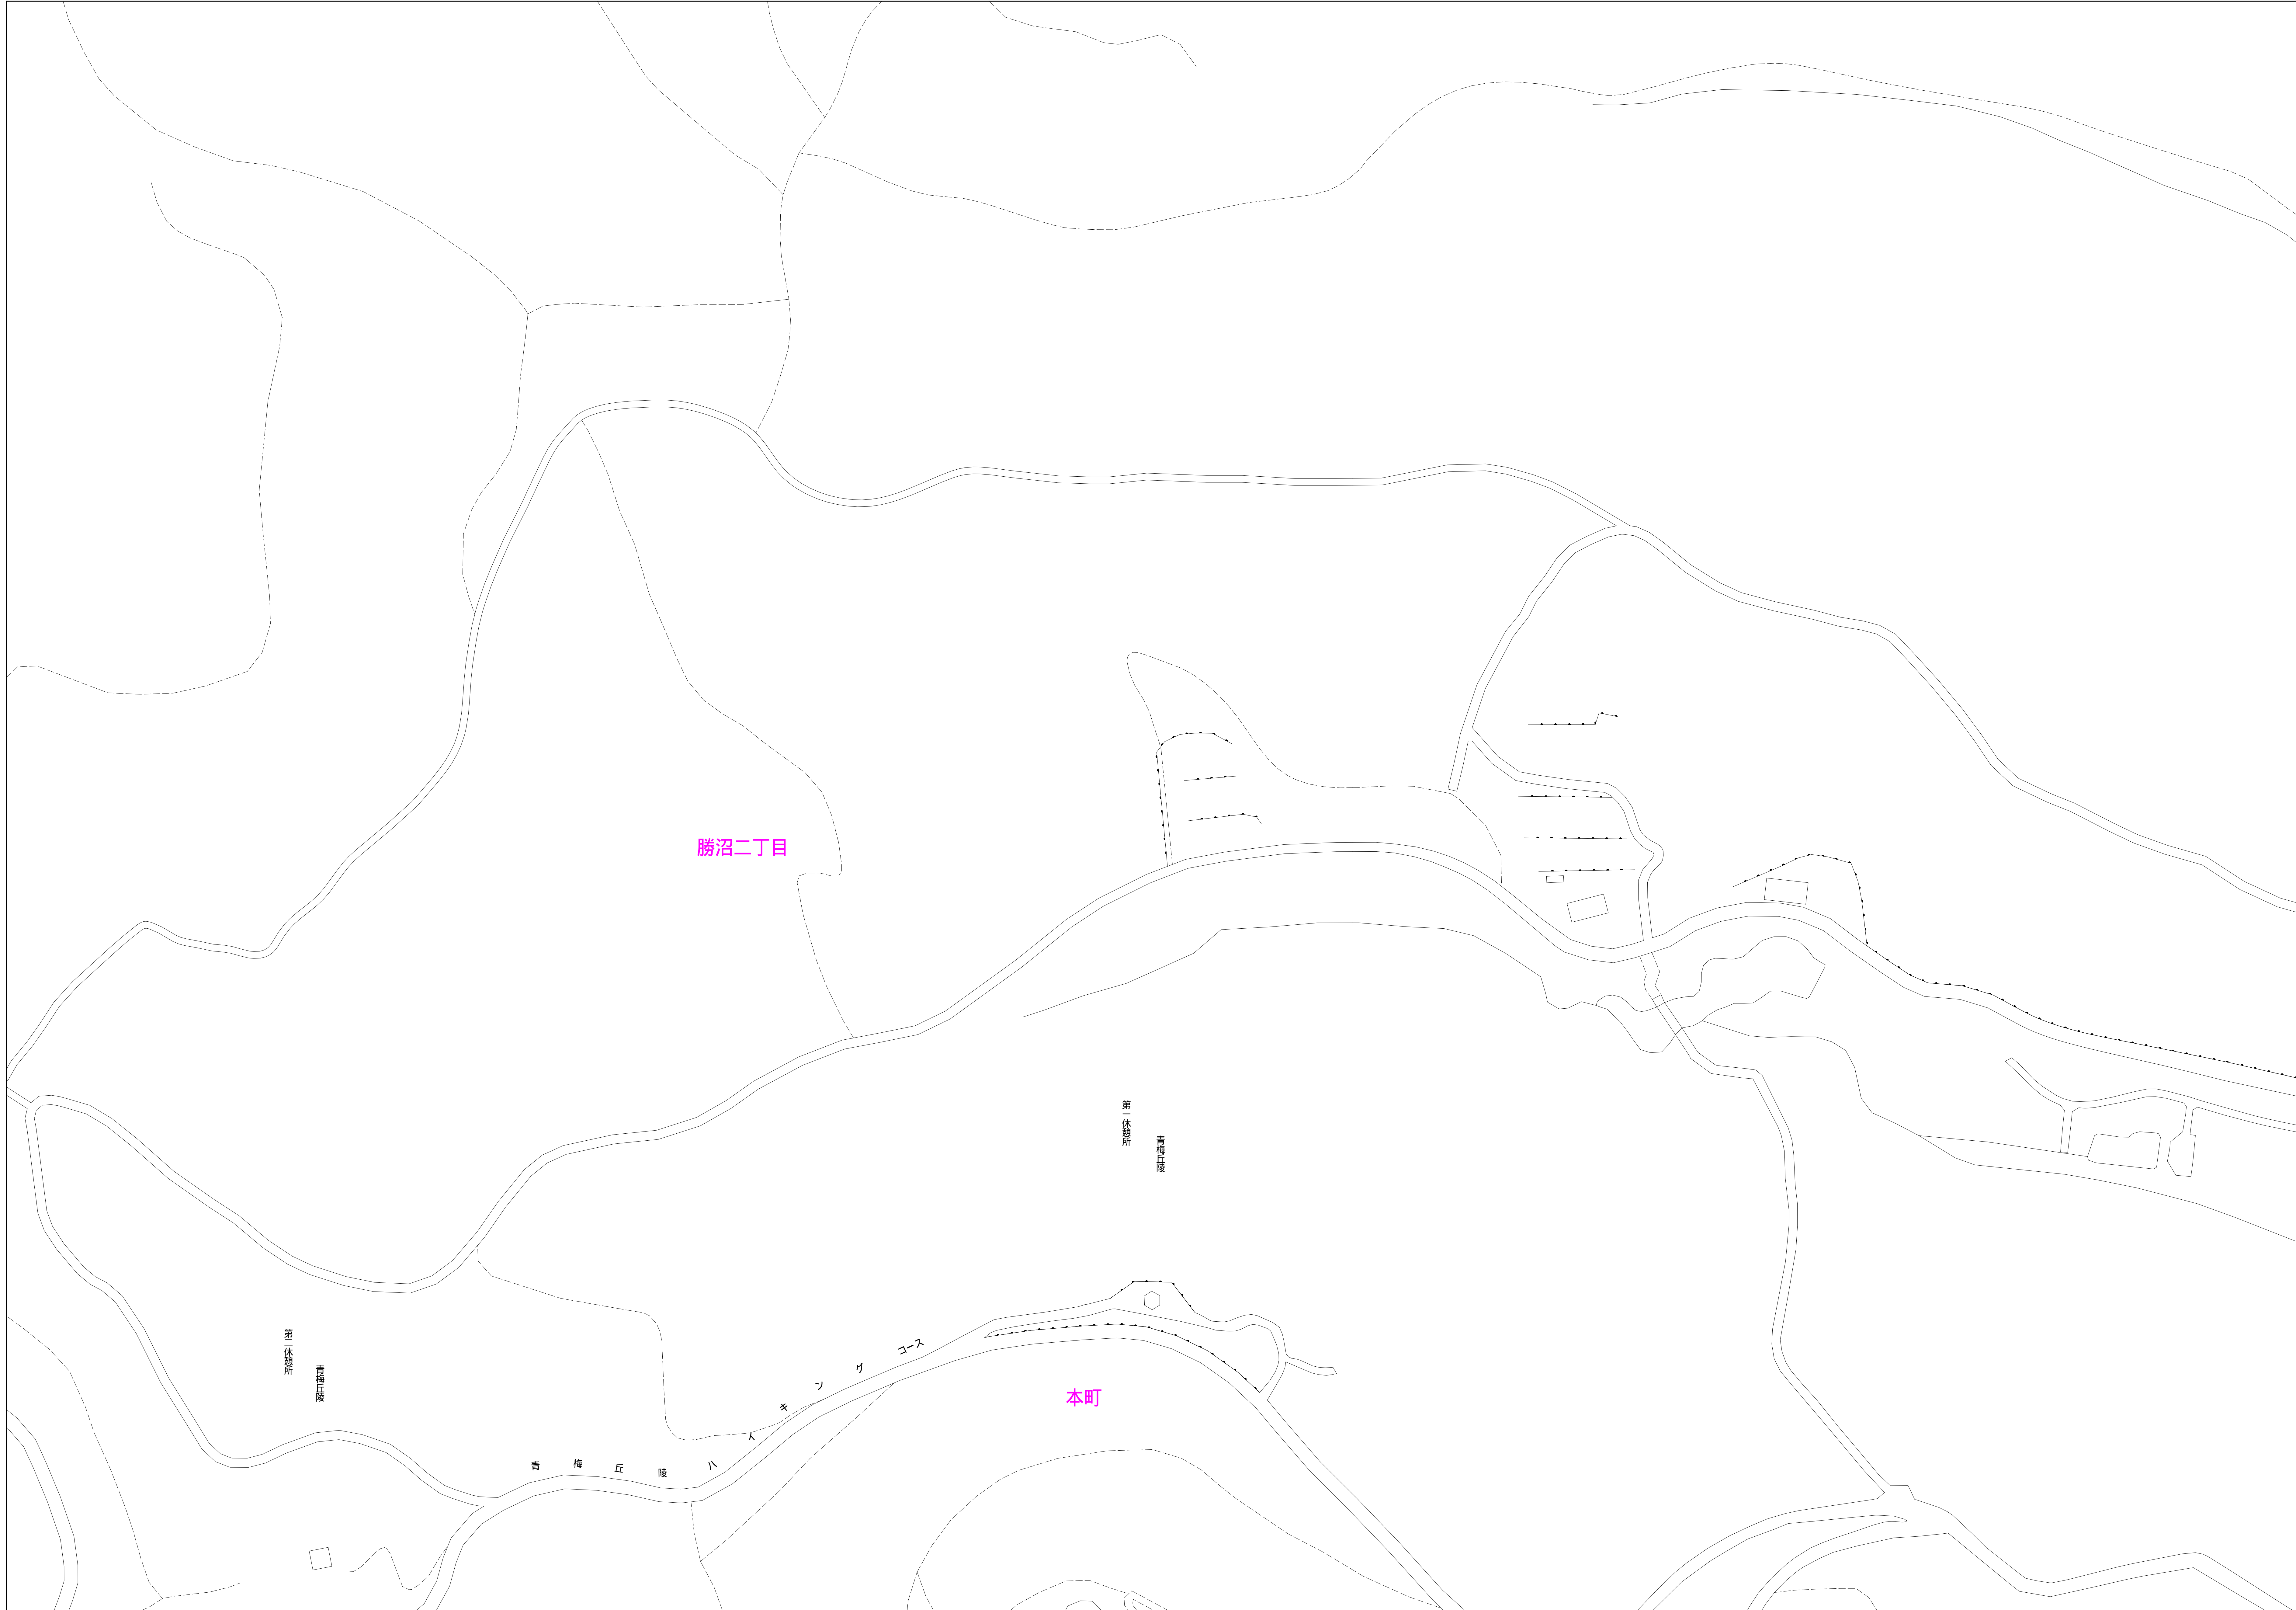 勝沼二丁目
青梅丘陵
第一休憩所
青梅丘陵
第二休憩所
本町
青梅丘陵ハイキングコース